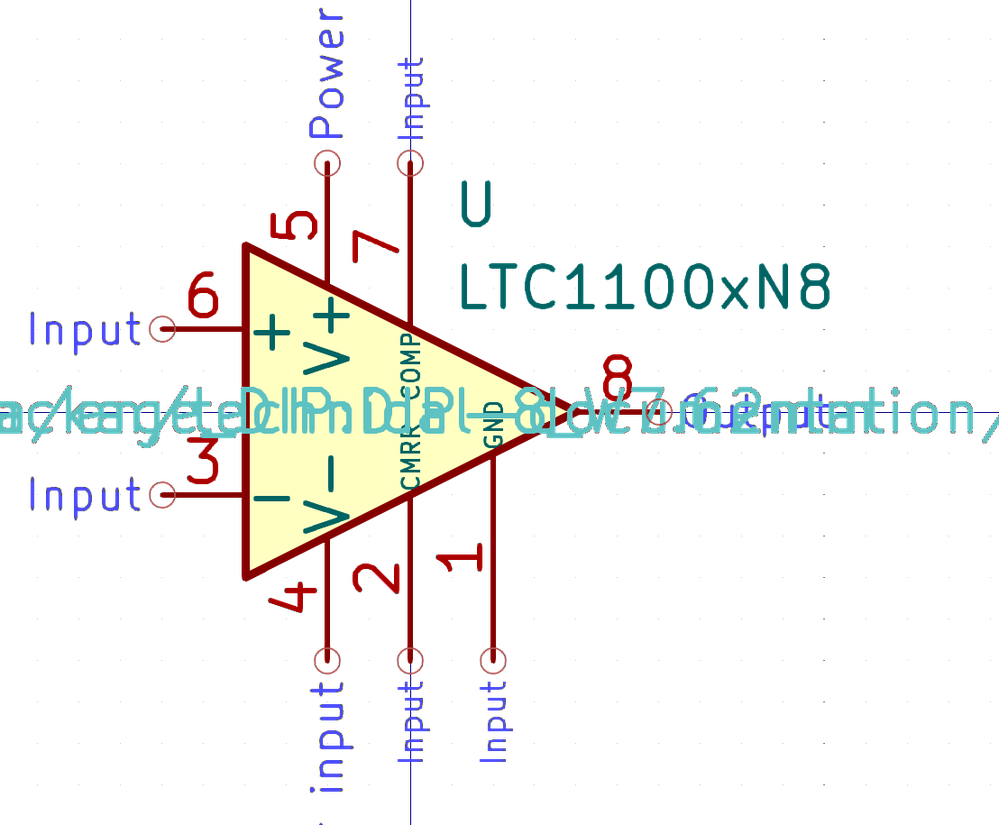 Power
Input
5
7
U
LTC1100xN8
6
Input
+
V+
COMP
8
Output
3
Input
-
V-
CMRR
GND
4
2
1
input
Input
Input